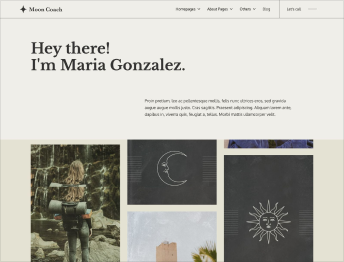 Moon Coach
Homepages
About Pages
Others
Blog
Let's call
Hey there!
I'm Maria Gonzalez.
Proin pretium, leo ac pellentesque mollis, felis nunc ultrices eros, sed gravida
augue augue mollis justo. Cras sagittis. Praesent adipiscing. Aliquam lorem ante,
dapibus in, viverra quis, feugiat a, tellus. Morbi mattis ullamcorper velit.